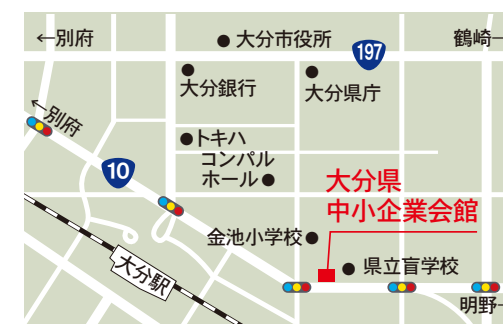 ←別府
大分市役所
197
鶴崎
大分銀行
大分県庁
←別府
トキハ
コンパル
ホール
10
大分県
中小企業会館
金池小学校
県立盲学校
大分駅
明野